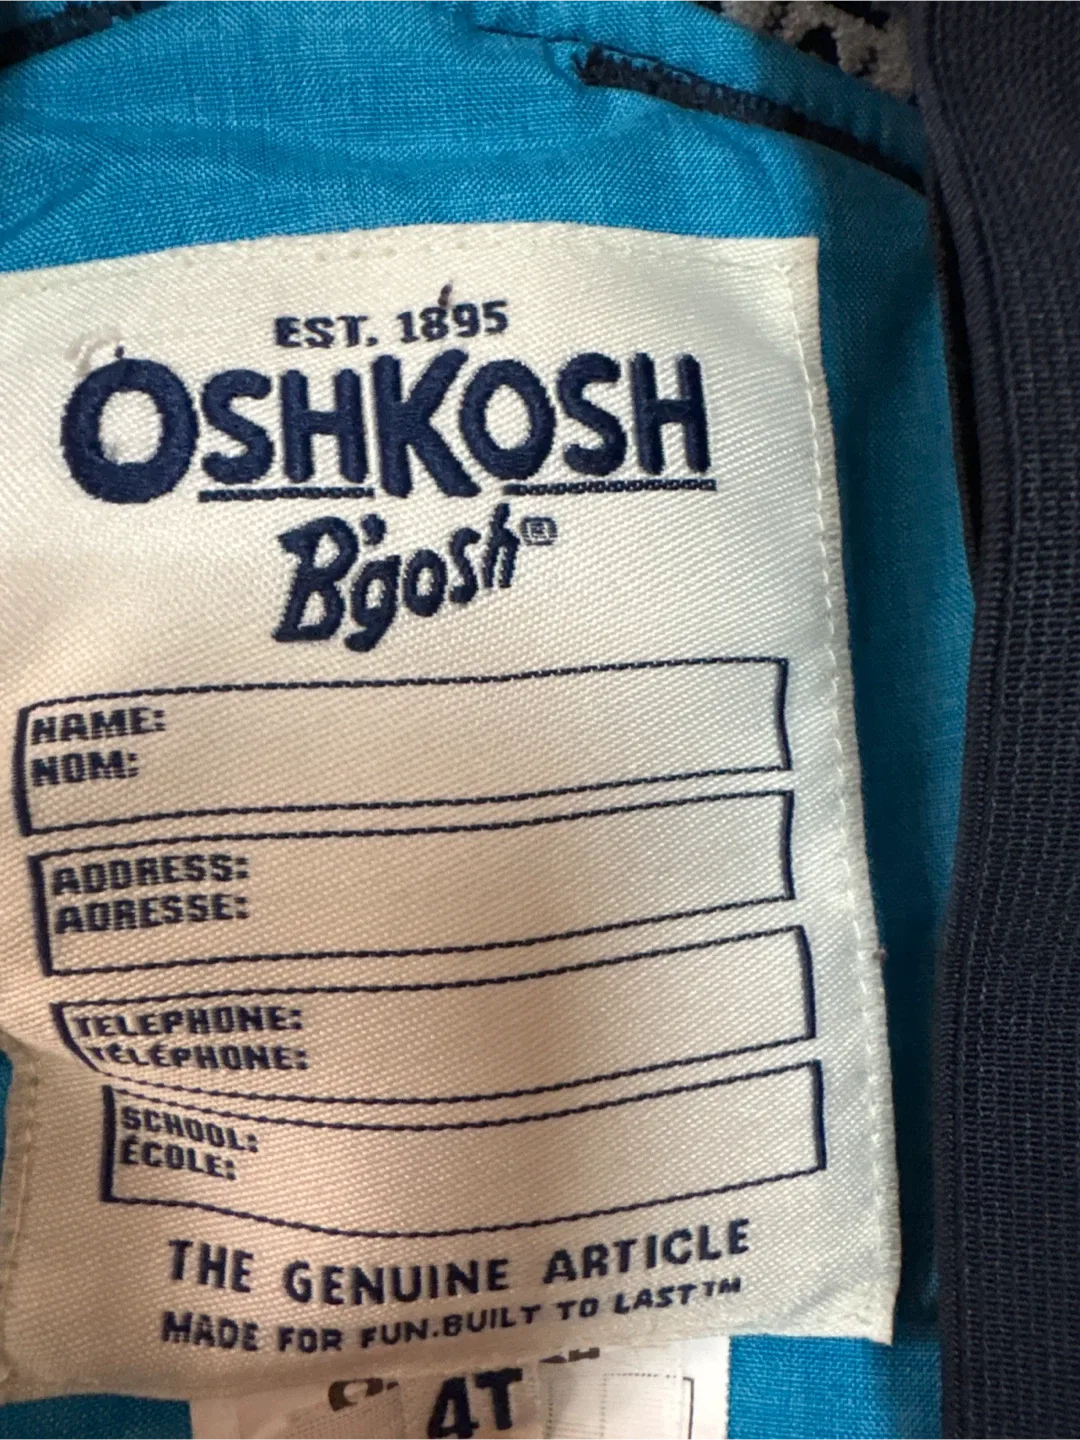 EST. 1895
OSHKOSH
B'gosh®
NAME:
NOM:
ADDRESS:
ADRESSE:
TELEPHONE:
TÉLÉPHONE:
SCHOOL:
ÉCOLE:
THE GENUINE ARTICLE
MADE FOR FUN.BUILT TO LAST™
4T